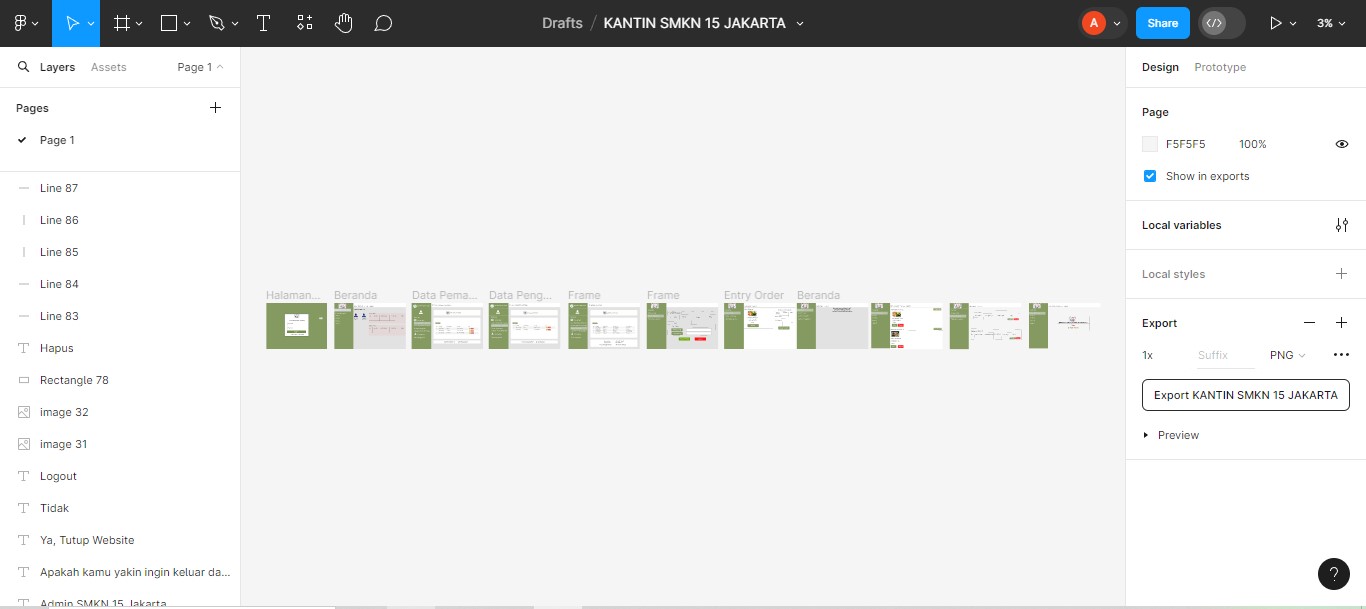 Drafts / KANTIN SMKN 15 JAKARTA
A
Share
3%
Layers
Assets
Page 1
Pages
Page 1
Line 87
Line 86
Line 85
Line 84
Line 83
Hapus
Rectangle 78
image 32
image 31
Logout
Tidak
Ya, Tutup Website
Apakah kamu yakin ingin keluar da...
Admin SMKN 15 Jakarta
Halaman...
Beranda
Data Pema...
Data Peng...
Frame
Frame
Entry Order
Beranda
Design
Prototype
Page
F5F5F5
100%
Show in exports
Local variables
Local styles
Export
1x
Suffix
PNG
Export KANTIN SMKN 15 JAKARTA
Preview
?